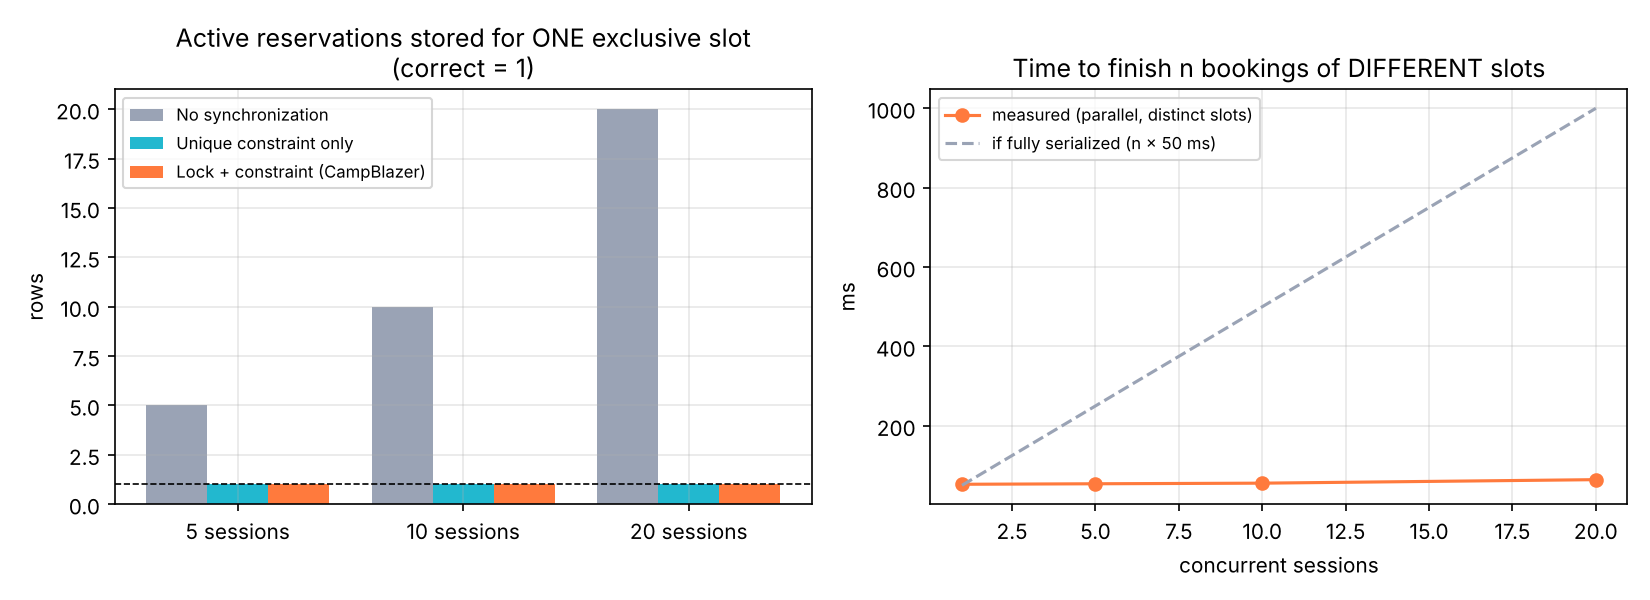 Active reservations stored for ONE exclusive slot
(correct = 1)
No synchronization
Unique constraint only
Lock + constraint (CampBlazer)
20.0
17.5
15.0
12.5
10.0
7.5
5.0
2.5
0.0
rows
5 sessions
10 sessions
20 sessions
Time to finish n bookings of DIFFERENT slots
measured (parallel, distinct slots)
if fully serialized (n × 50 ms)
1000
800
600
400
200
ms
2.5
5.0
7.5
10.0
12.5
15.0
17.5
20.0
concurrent sessions